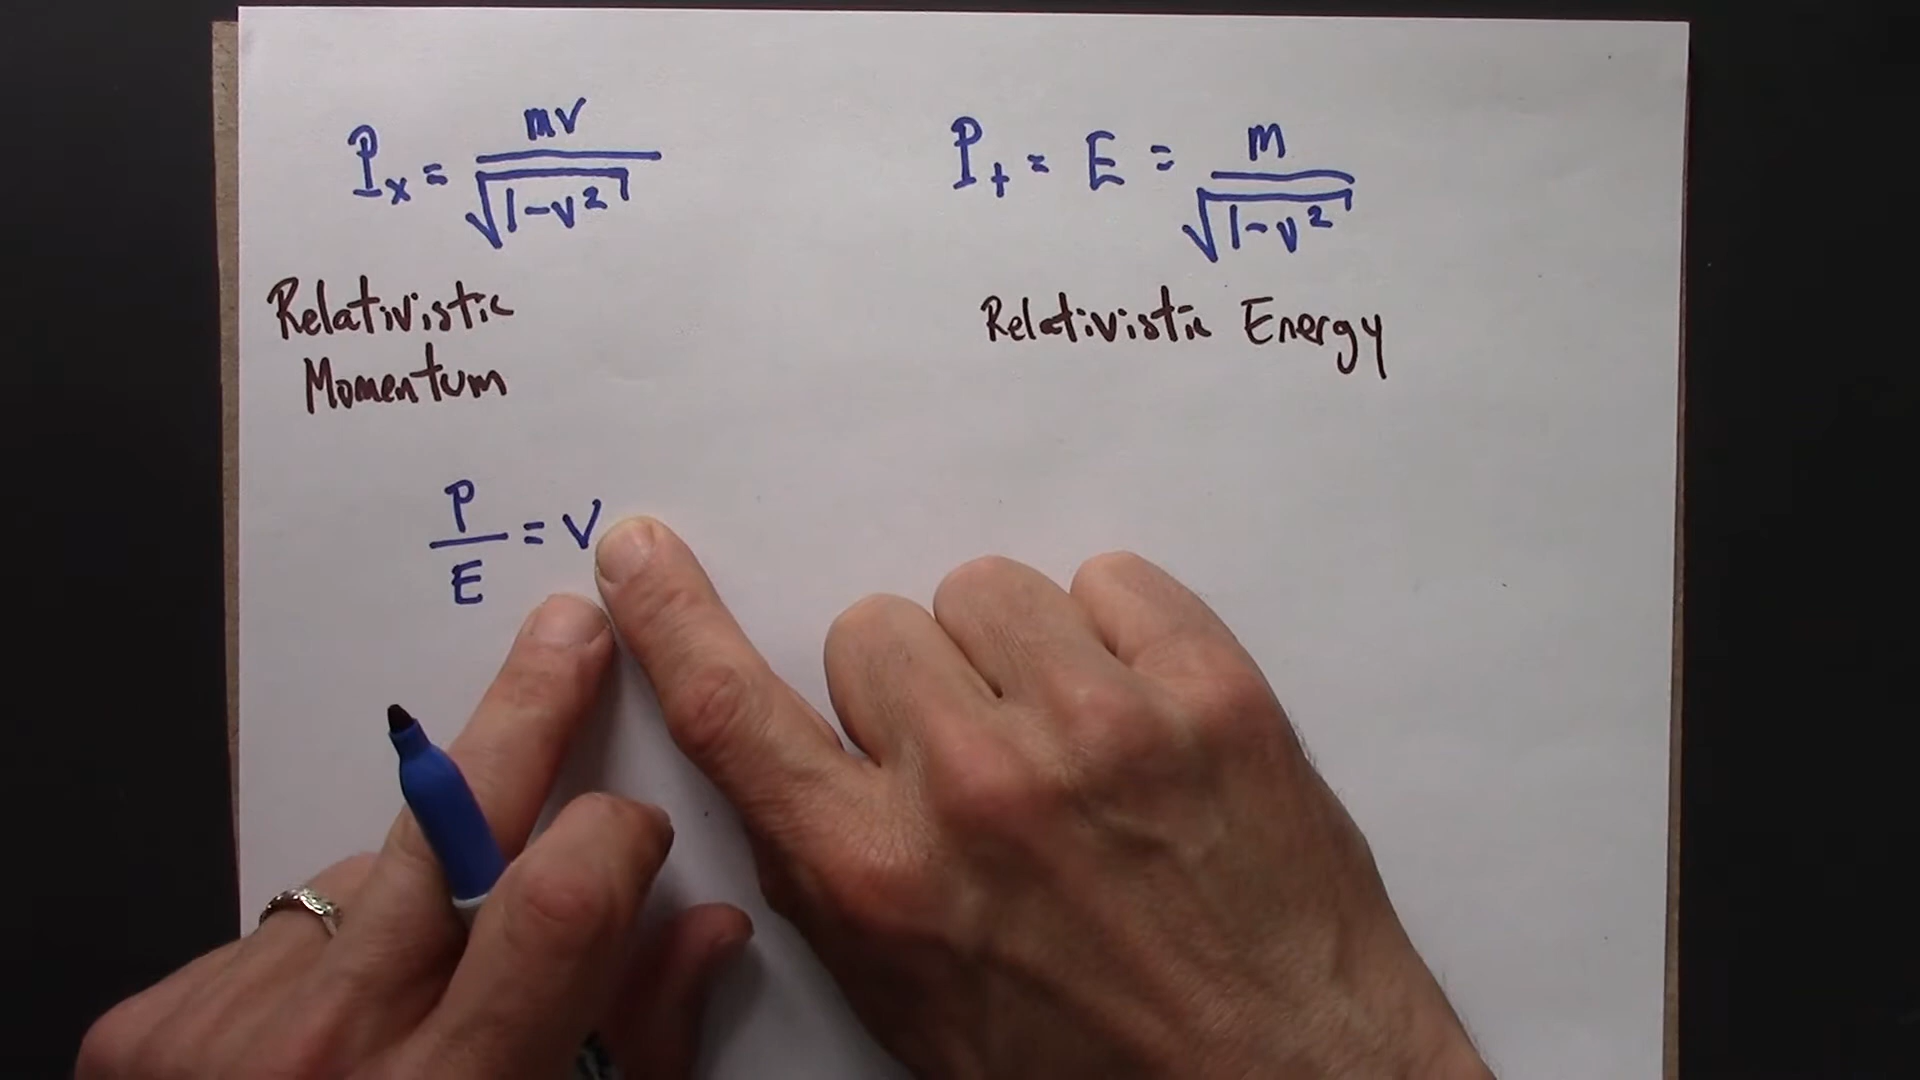 Px = mv / √(1-v²)
Pt = E = m / √(1-v²)
Relativistic
Momentum
Relativistic Energy
P / E = V